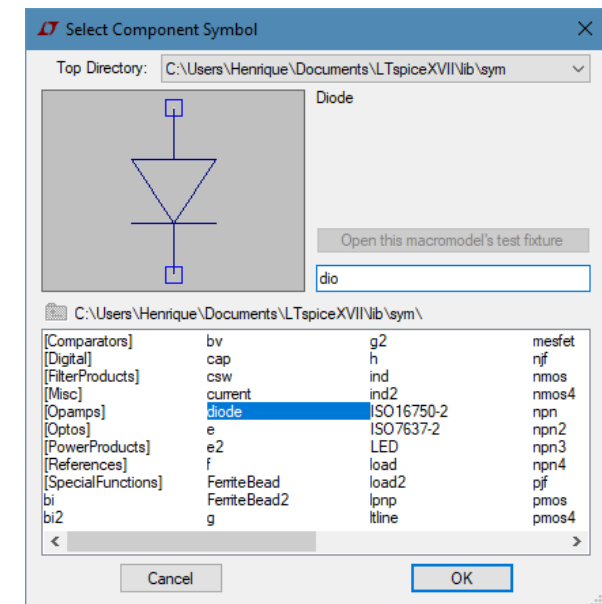 Select Component Symbol
Top Directory: C:\Users\Henrique\Documents\LTspiceXVII\lib\sym
Diode
Open this macromodel's test fixture
dio
C:\Users\Henrique\Documents\LTspiceXVII\lib\sym\
[Comparators] bv g2 mesfet
[Digital] cap h njf
[FilterProducts] csw ind nmos
[Misc] current ind2 nmos4
[Opamps] diode ISO16750-2 npn
[Optos] e ISO7637-2 npn2
[PowerProducts] e2 LED npn3
[References] f load npn4
[SpecialFunctions] FerriteBead load2 pjf
bi FerriteBead2 lpnp pmos
bi2 g ltline pmos4
Cancel OK